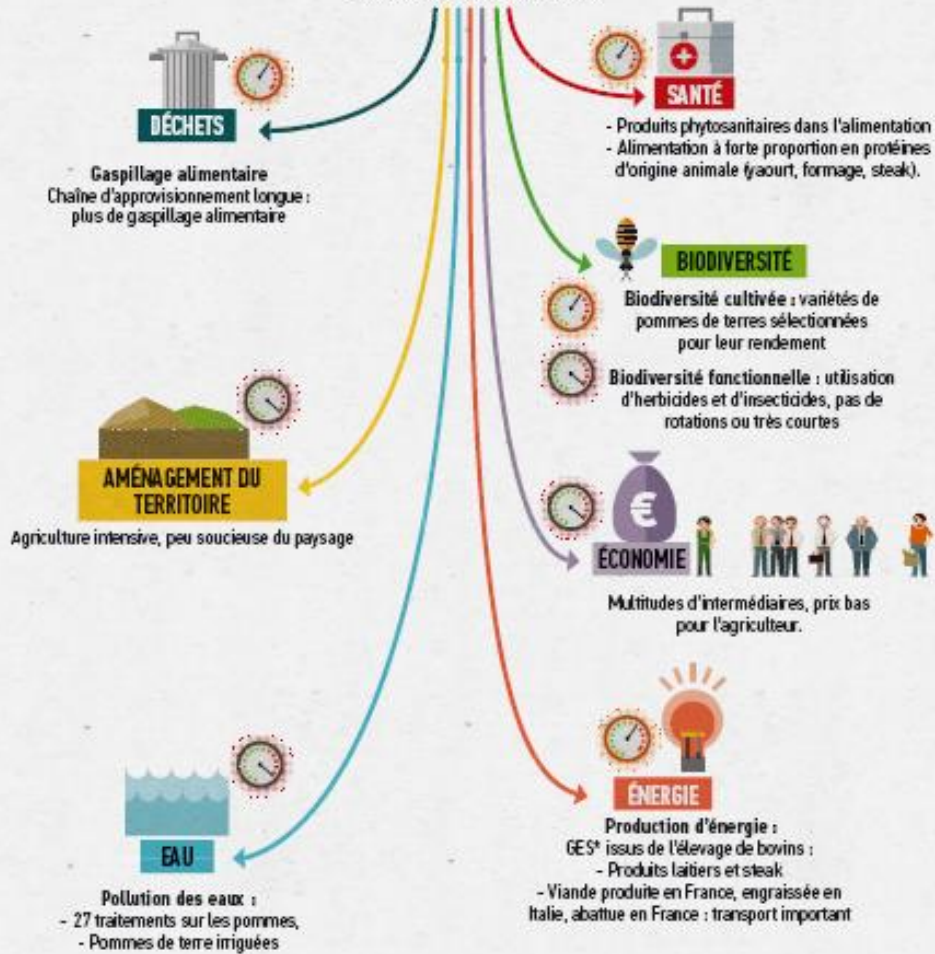 DÉCHETS
Gaspillage alimentaire
Chaîne d'approvisionnement longue :
plus de gaspillage alimentaire
SANTÉ
- Produits phytosanitaires dans l'alimentation
- Alimentation à forte proportion en protéines
d'origine animale (yaourt, formage, steak).
BIODIVERSITÉ
Biodiversité cultivée : variétés de
pommes de terres sélectionnées
pour leur rendement
Biodiversité fonctionnelle : utilisation
d'herbicides et d'insecticides, pas de
rotations ou très courtes
AMÉNAGEMENT DU
TERRITOIRE
Agriculture intensive, peu soucieuse du paysage
€
ÉCONOMIE
Multitudes d'intermédiaires, prix bas
pour l'agriculteur.
EAU
Pollution des eaux :
- 27 traitements sur les pommes,
- Pommes de terre irriguées
ÉNERGIE
Production d'énergie :
GES* issus de l'élevage de bovins :
- Produits laitiers et steak
- Viande produite en France, engraissée en
Italie, abattue en France : transport important